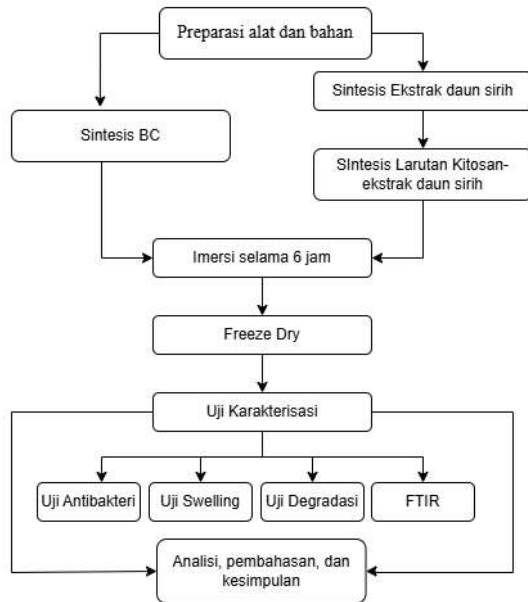 Preparasi alat dan bahan
Sintesis Ekstrak daun sirih
Sintesis BC
SIntesis Larutan Kitosan-
ekstrak daun sirih
Imersi selama 6 jam
Freeze Dry
Uji Karakterisasi
Uji Antibakteri
Uji Swelling
Uji Degradasi
FTIR
Analisi, pembahasan, dan
kesimpulan